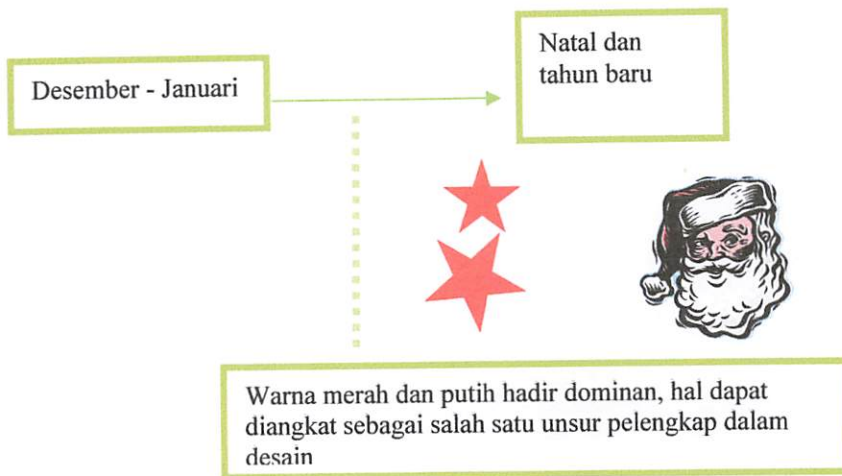 Desember - Januari
Natal dan
tahun baru
Warna merah dan putih hadir dominan, hal dapat
diangkat sebagai salah satu unsur pelengkap dalam
desain